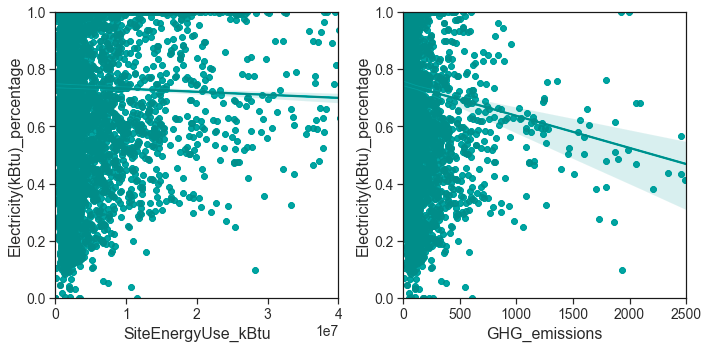 1.0
0.8
0.6
0.4
0.2
0.0
Electricity(kBtu)_percentage
0 1 2 3 4
1e7
SiteEnergyUse_kBtu
1.0
0.8
0.6
0.4
0.2
0.0
Electricity(kBtu)_percentage
0 500 1000 1500 2000 2500
GHG_emissions